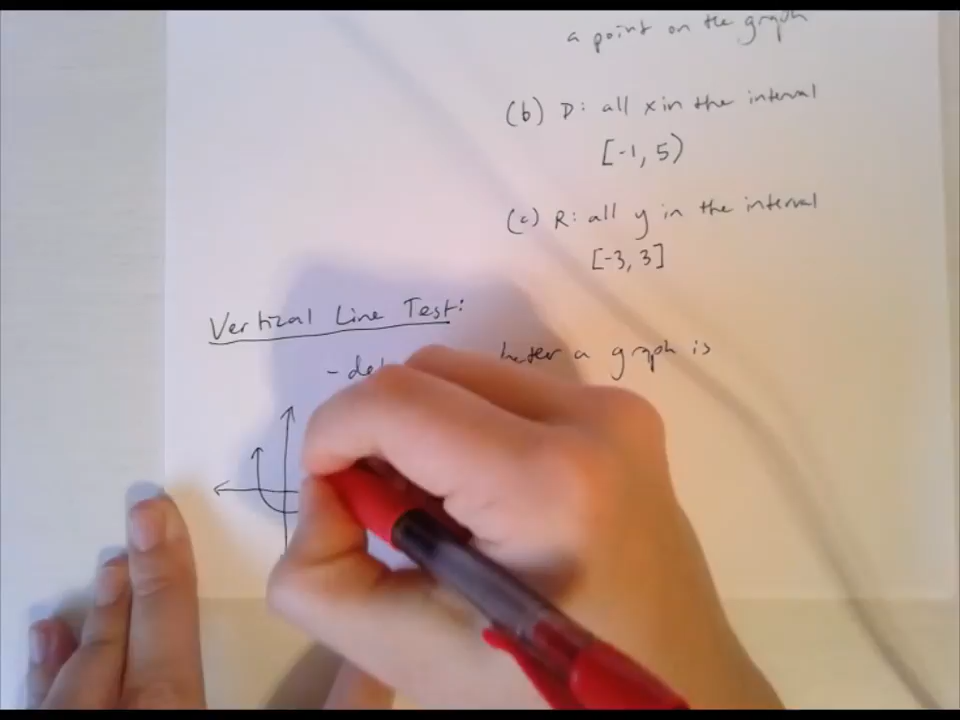 a point on the graph
(b) D: all x in the interval
[-1, 5)
(c) R: all y in the interval
[-3, 3]
Vertical Line Test:
- det a graph is